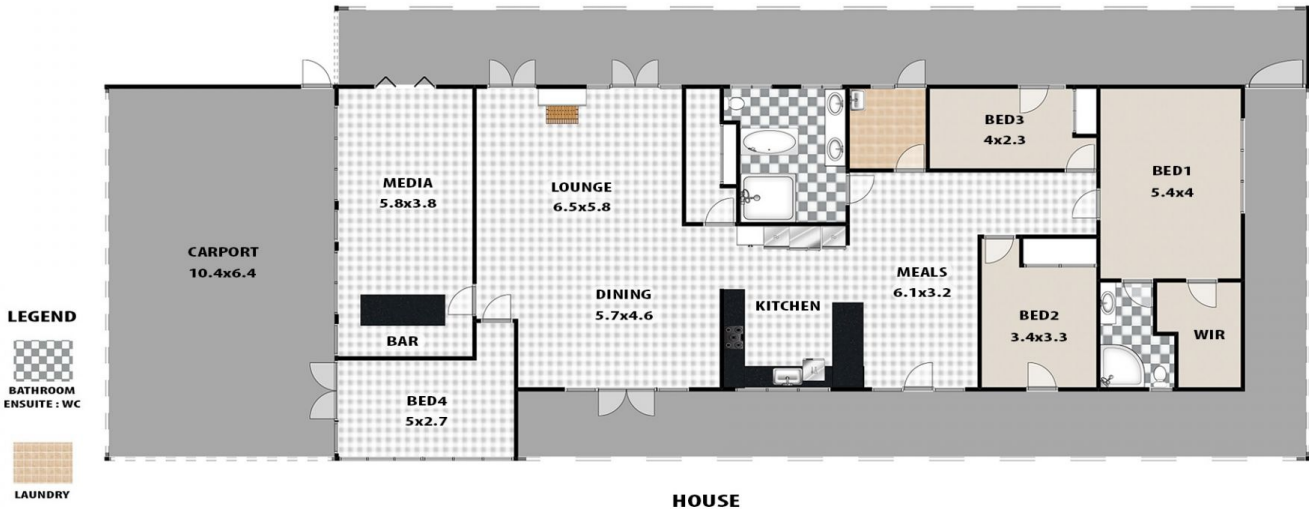 BED3
4x2.3
BED1
5.4x4
MEDIA
5.8x3.8
LOUNGE
6.5x5.8
CARPORT
10.4x6.4
MEALS
6.1x3.2
DINING
5.7x4.6
KITCHEN
BED2
3.4x3.3
WIR
BAR
BED4
5x2.7
LEGEND
BATHROOM
ENSUITE : WC
LAUNDRY
HOUSE